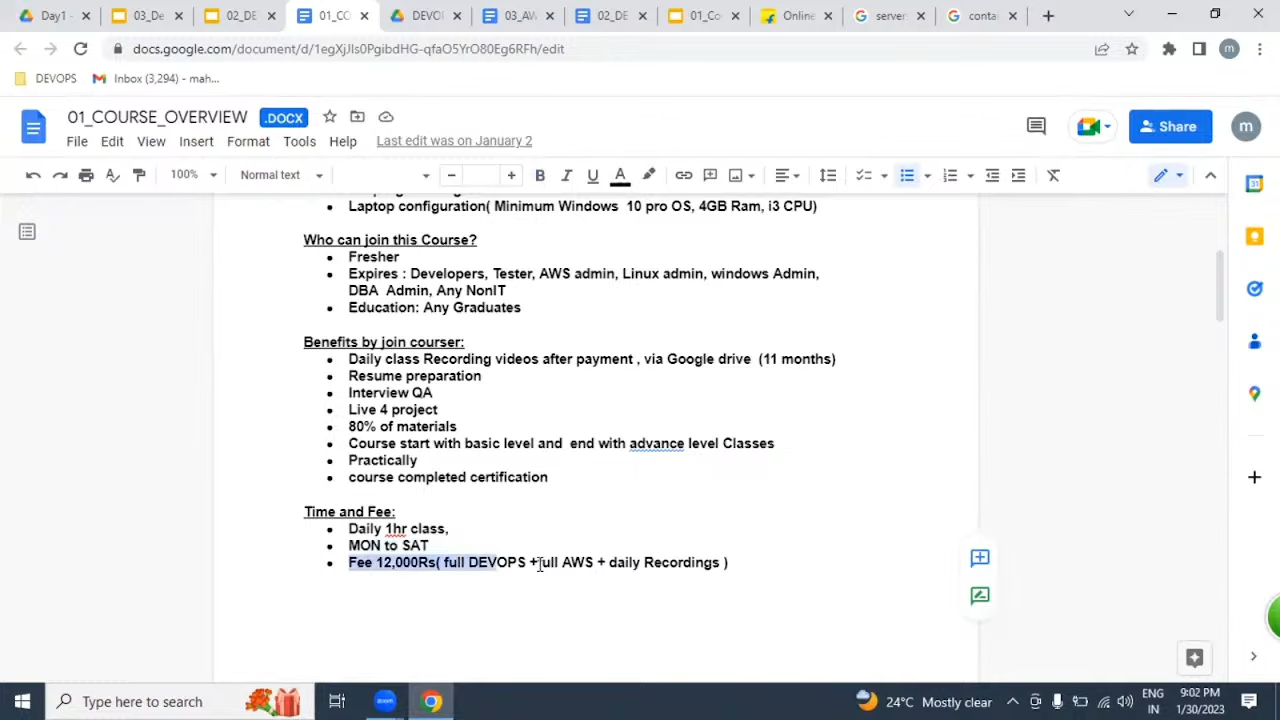 Day1 -
03_DE
02_DE
01_CO
DEVO
03_AW
02_DE
01_Co
Online
server
conta
docs.google.com/document/d/1egXjJls0PgibdHG-qfaO5YrO80Eg6RFh/edit
m
DEVOPS
Inbox (3,294) - mah...
01_COURSE_OVERVIEW
.DOCX
Share
m
File Edit View Insert Format Tools Help
Last edit was on January 2
100%
Normal text
B I U A
Laptop configuration( Minimum Windows 10 pro OS, 4GB Ram, i3 CPU)
Who can join this Course?
Fresher
Expires : Developers, Tester, AWS admin, Linux admin, windows Admin,
DBA Admin, Any NonIT
Education: Any Graduates
Benefits by join courser:
Daily class Recording videos after payment , via Google drive (11 months)
Resume preparation
Interview QA
Live 4 project
80% of materials
Course start with basic level and end with advance level Classes
Practically
course completed certification
Time and Fee:
Daily 1hr class,
MON to SAT
Fee 12,000Rs( full DEVOPS +full AWS + daily Recordings )
31
Type here to search
zoom
24°C Mostly clear
ENG
IN
9:02 PM
1/30/2023